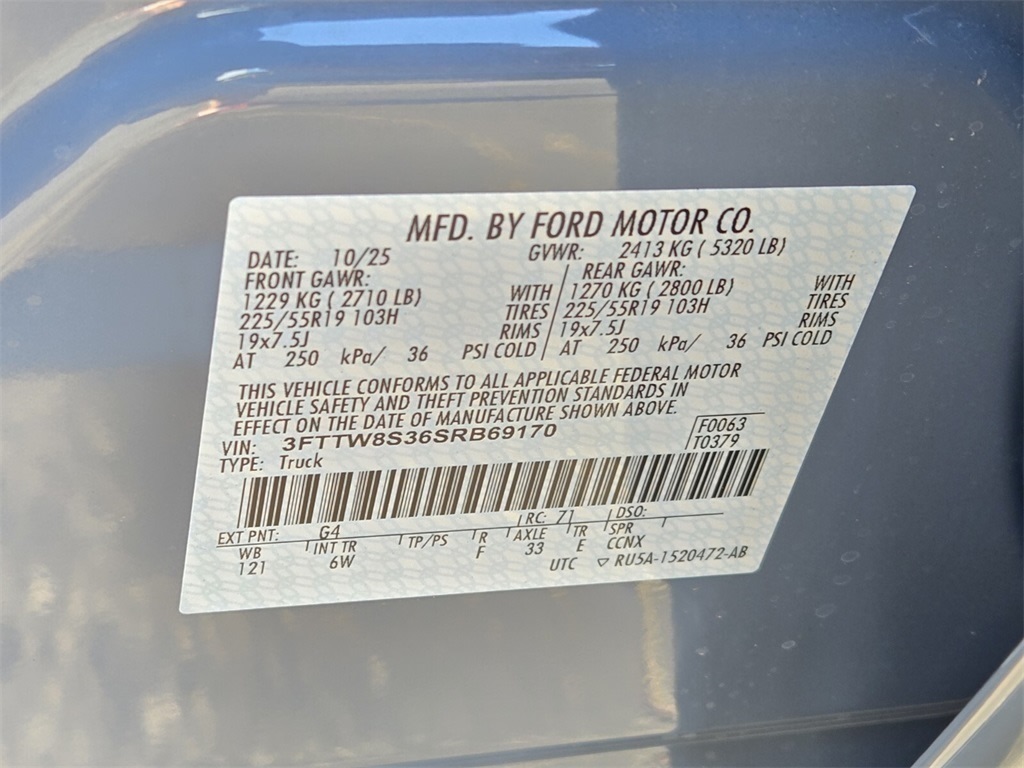 MFD. BY FORD MOTOR CO.
DATE: 10/25 GVWR: 2413 KG ( 5320 LB)
FRONT GAWR: REAR GAWR:
1229 KG ( 2710 LB) WITH 1270 KG ( 2800 LB) WITH
225/55R19 103H TIRES 225/55R19 103H TIRES
19x7.5J RIMS 19x7.5J RIMS
AT 250 kPa/ 36 PSI COLD AT 250 kPa/ 36 PSI COLD
THIS VEHICLE CONFORMS TO ALL APPLICABLE FEDERAL MOTOR
VEHICLE SAFETY AND THEFT PREVENTION STANDARDS IN
EFFECT ON THE DATE OF MANUFACTURE SHOWN ABOVE.
VIN: 3FTTW8S36SRB69170 F0063
TYPE: Truck T0379
EXT PNT: G4 RC: 71 DSO:
WB INT TR TP/PS R AXLE TR SPR
121 6W F 33 E CCNX
UTC ▽ RU5A-1520472-AB